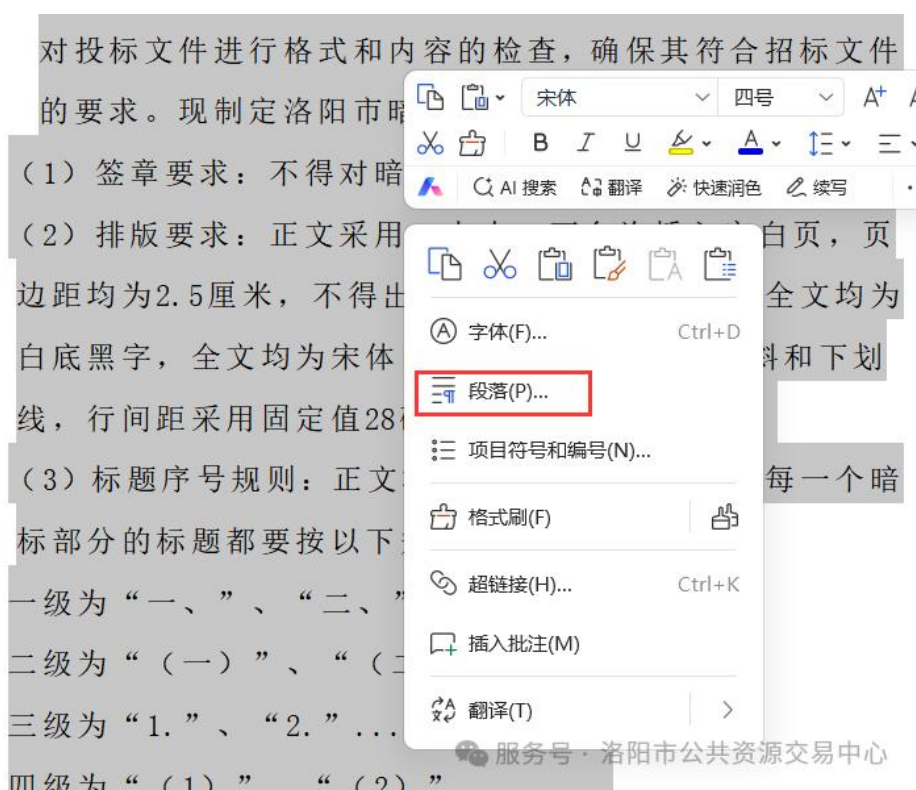 对投标文件进行格式和内容的检查，确保其符合招标文件
的要求。现制定洛阳市暗
宋体 四号 A+
（1）签章要求：不得对暗
B I U A
AI 搜索 翻译 快速润色 续写
（2）排版要求：正文采用
白页，页
边距均为2.5厘米，不得出
全文均为
字体(F)... Ctrl+D
白底黑字，全文均为宋体
和下划
段落(P)...
线，行间距采用固定值28
项目符号和编号(N)...
（3）标题序号规则：正文
每一个暗
格式刷(F)
标部分的标题都要按以下
超链接(H)... Ctrl+K
一级为“一、”、“二、”
插入批注(M)
二级为“（一）”、“（二
翻译(T)
三级为“1.”、“2.”...
服务号 · 洛阳市公共资源交易中心
四级为“（1）”、“（2）”